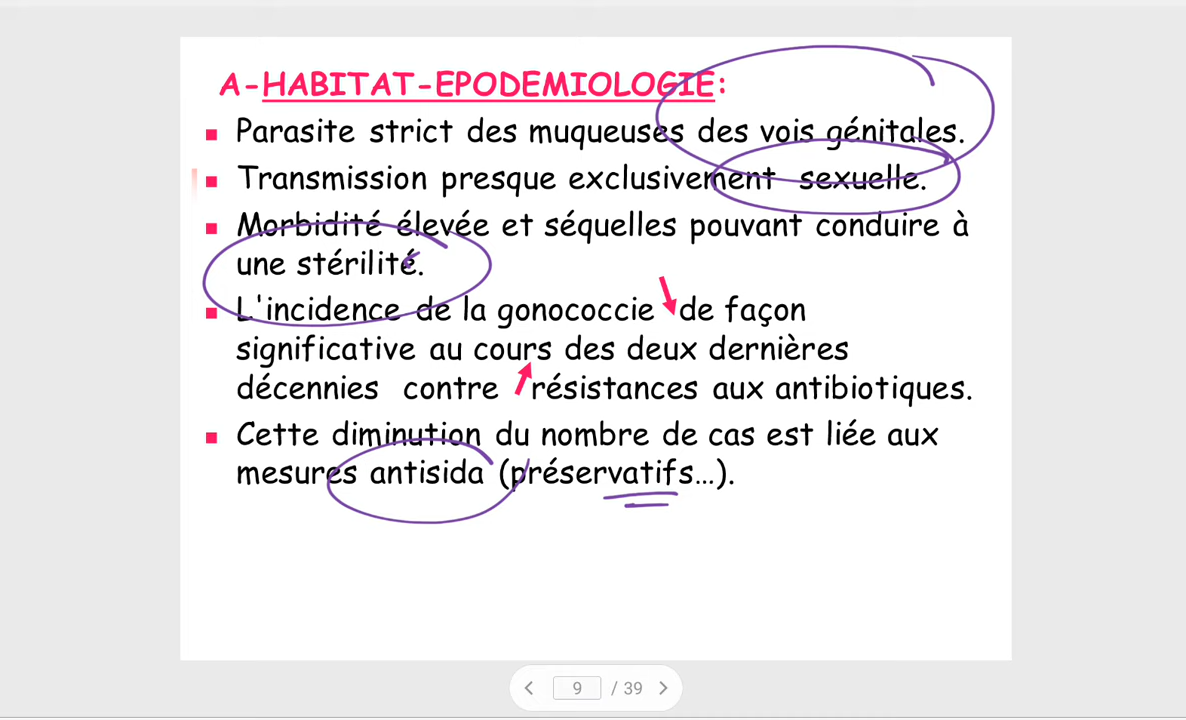 A-HABITAT-EPODEMIOLOGIE:
▪ Parasite strict des muqueuses des vois génitales.
▪ Transmission presque exclusivement sexuelle.
▪ Morbidité élevée et séquelles pouvant conduire à
une stérilité.
▪ L'incidence de la gonococcie ↘ de façon
significative au cours des deux dernières
décennies contre ↗ résistances aux antibiotiques.
▪ Cette diminution du nombre de cas est liée aux
mesures antisida (préservatifs…).
9 / 39